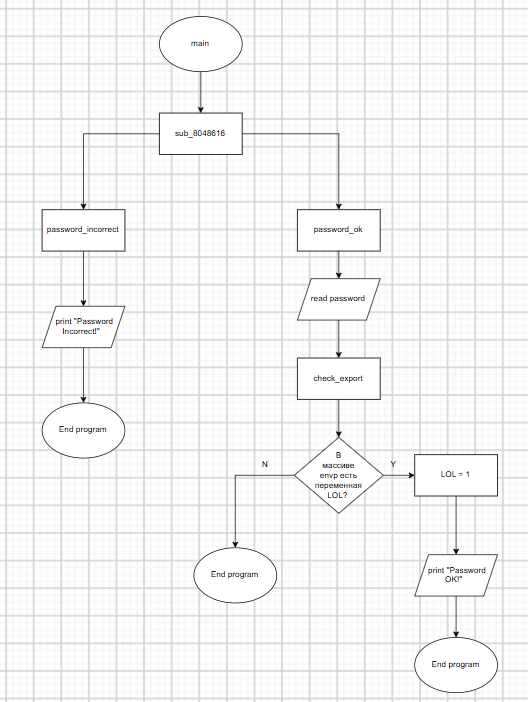 main
sub_8048616
password_incorrect
password_ok
print "Password
Incorrect!"
read password
End program
check_export
В
массиве
envp есть
переменная
LOL?
N
Y
LOL = 1
End program
print "Password
OK!"
End program